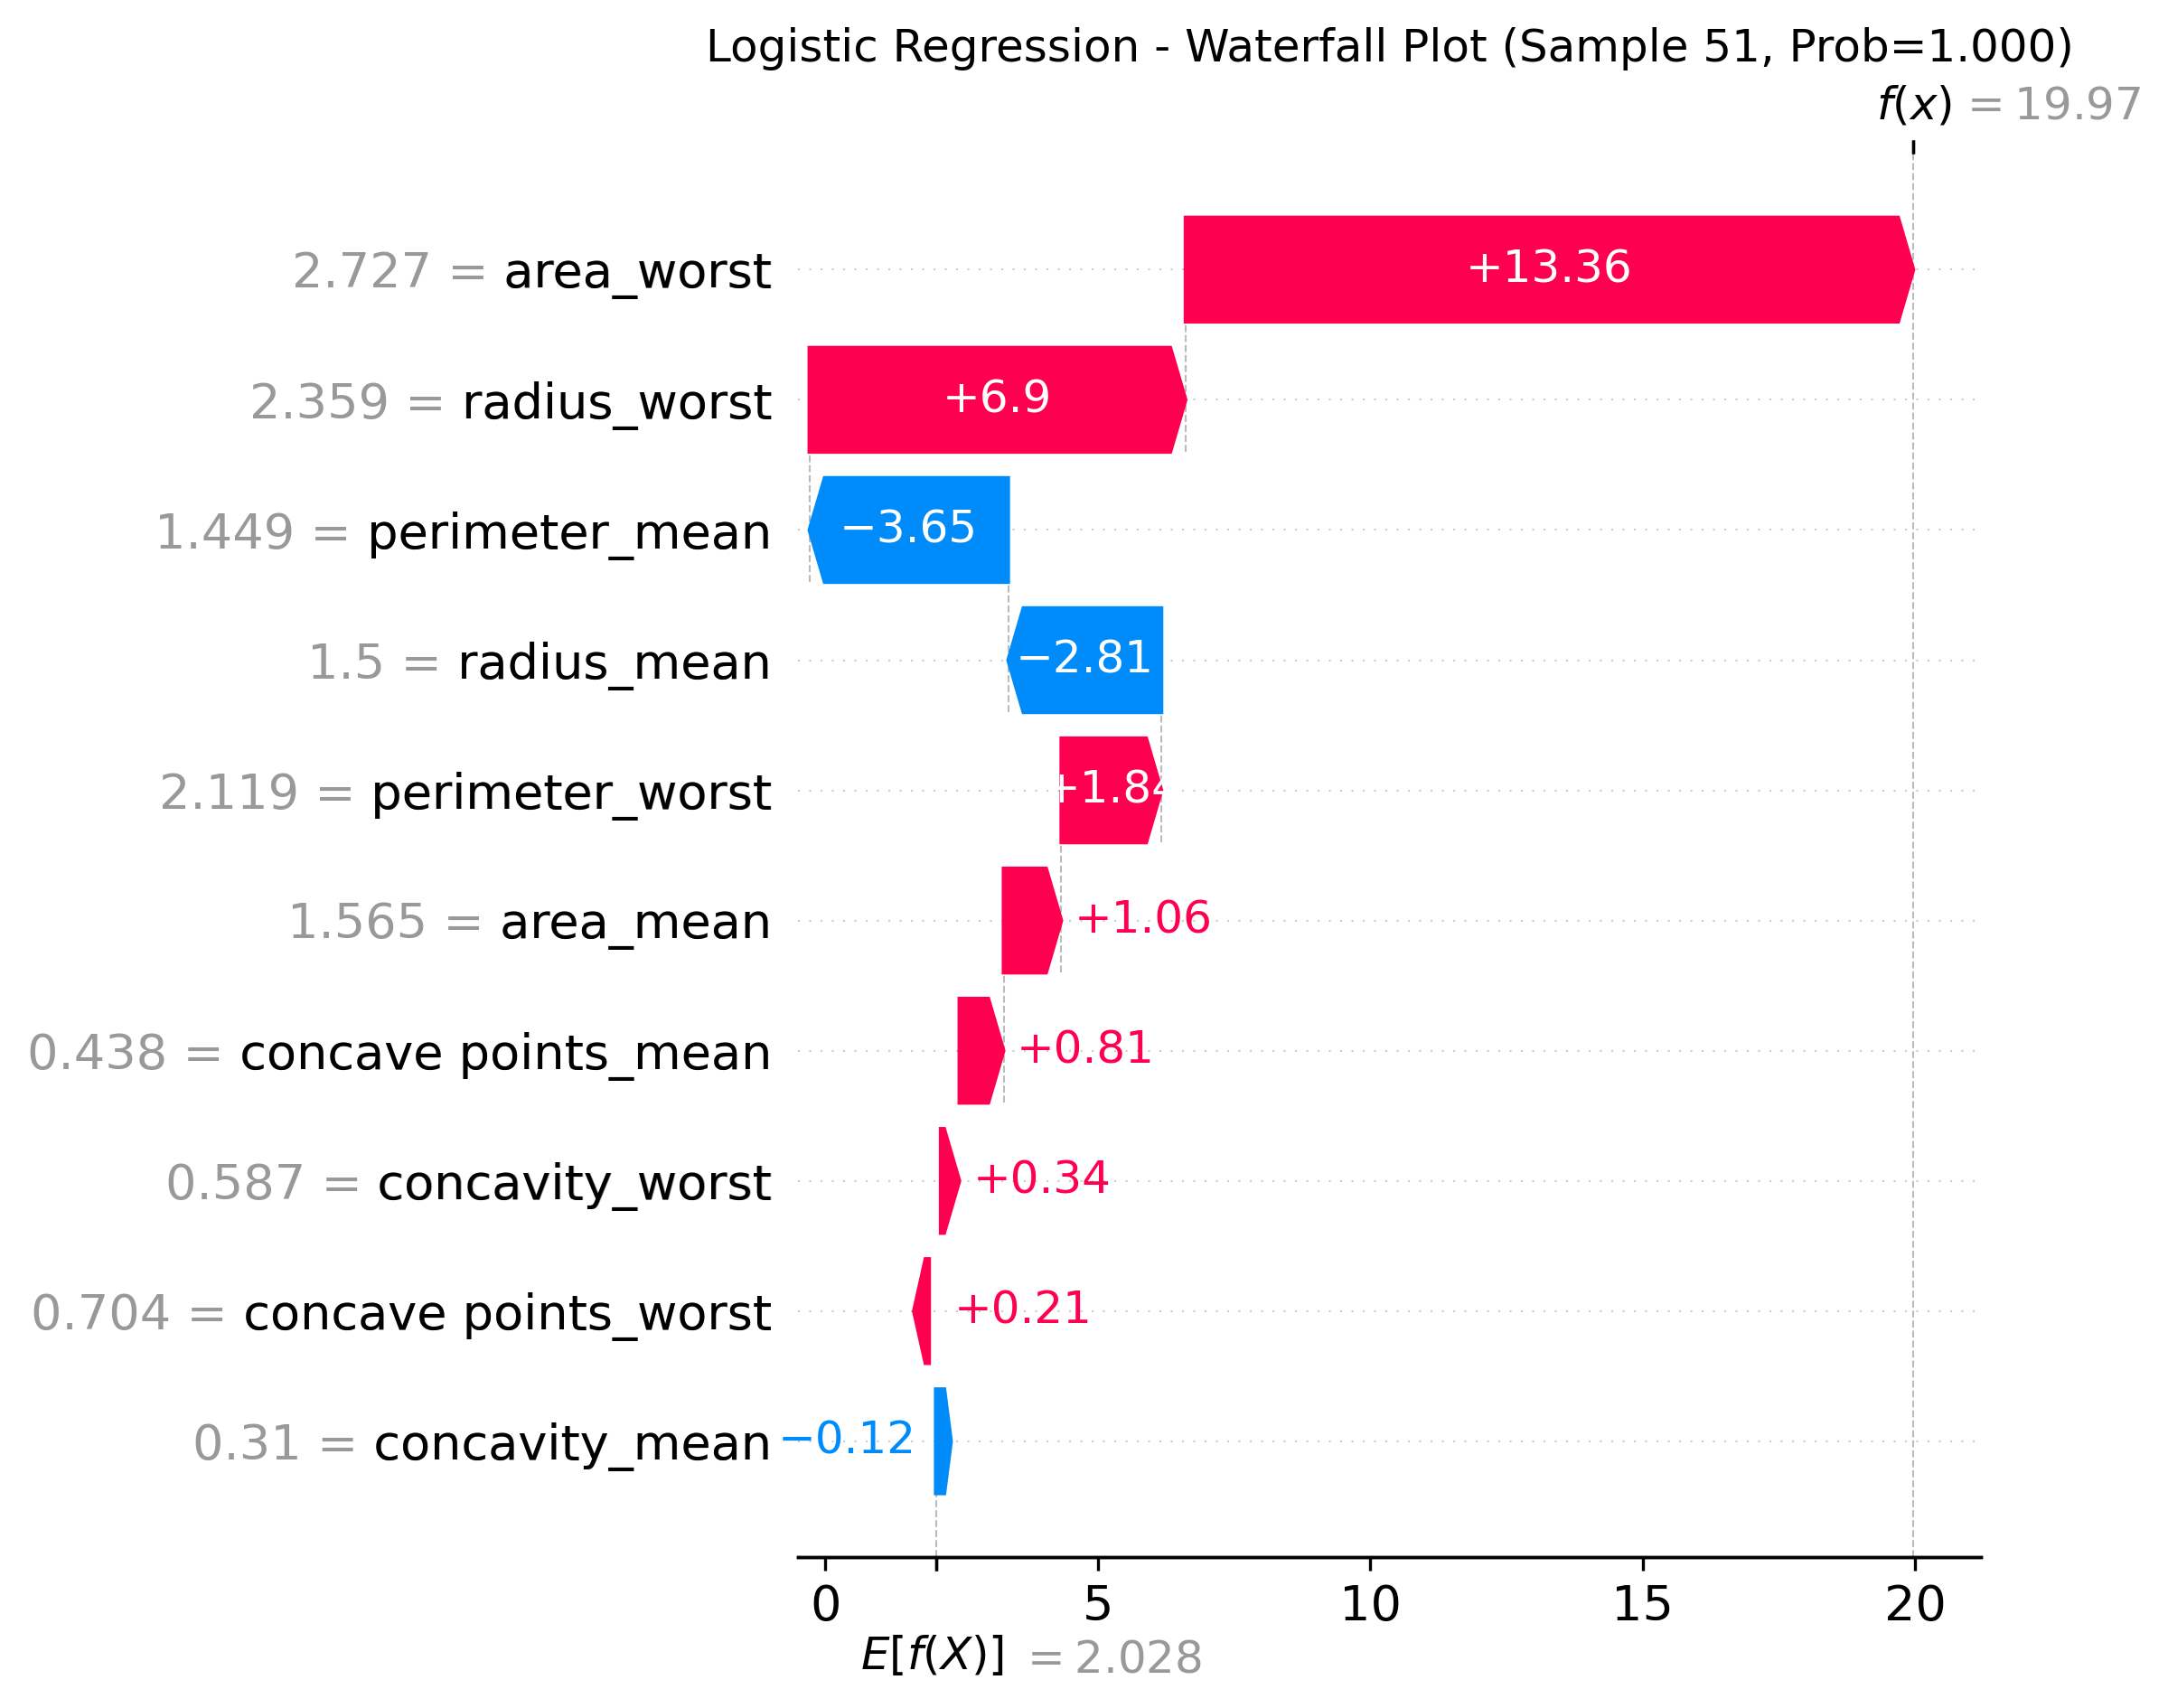 Logistic Regression - Waterfall Plot (Sample 51, Prob=1.000)
f(x) = 19.97
2.727 = area_worst +13.36
2.359 = radius_worst +6.9
1.449 = perimeter_mean −3.65
1.5 = radius_mean −2.81
2.119 = perimeter_worst +1.84
1.565 = area_mean +1.06
0.438 = concave points_mean +0.81
0.587 = concavity_worst +0.34
0.704 = concave points_worst +0.21
0.31 = concavity_mean −0.12
0 5 10 15 20
E[f(X)] = 2.028